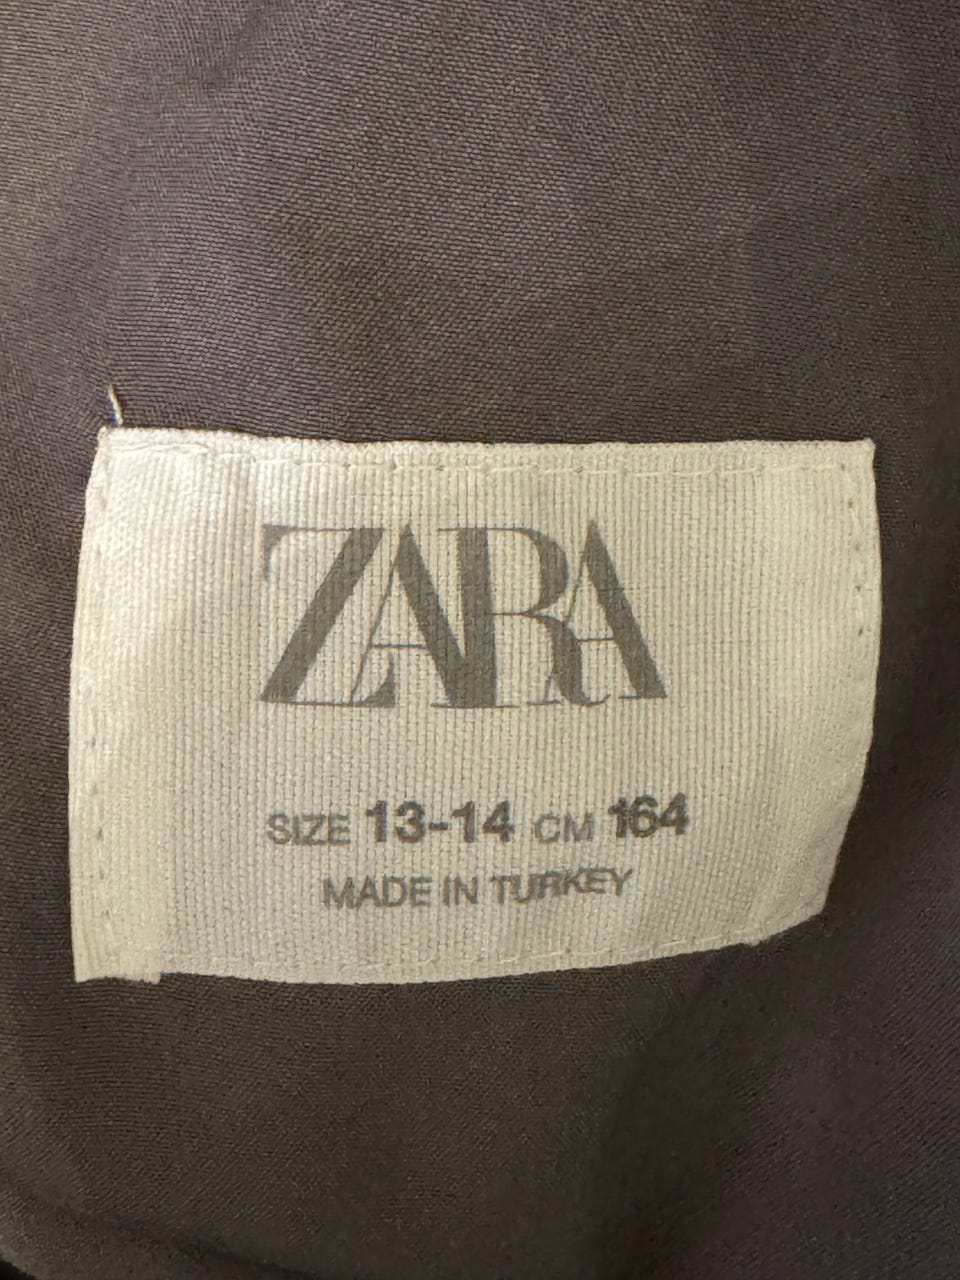 ZARA
SIZE 13-14 CM 164
MADE IN TURKEY